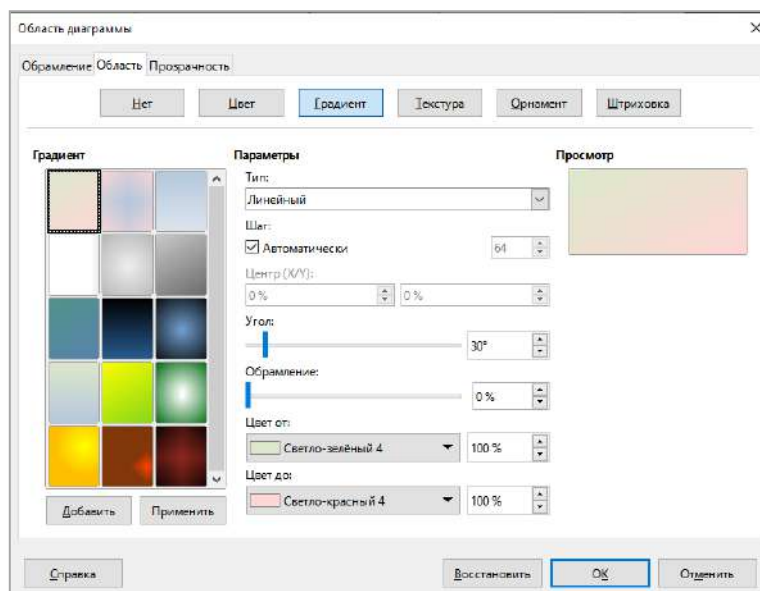 Область диаграммы
Обрамление Область Прозрачность
Нет Цвет Градиент Текстура Орнамент Штриховка
Градиент Параметры Просмотр
Тип:
Линейный
Шаг:
Автоматически 64
Центр (X/Y):
0 % 0 %
Угол:
30°
Обрамление:
0 %
Цвет от:
Светло-зелёный 4 100 %
Цвет до:
Светло-красный 4 100 %
Добавить Применить
Справка Восстановить OK Отменить